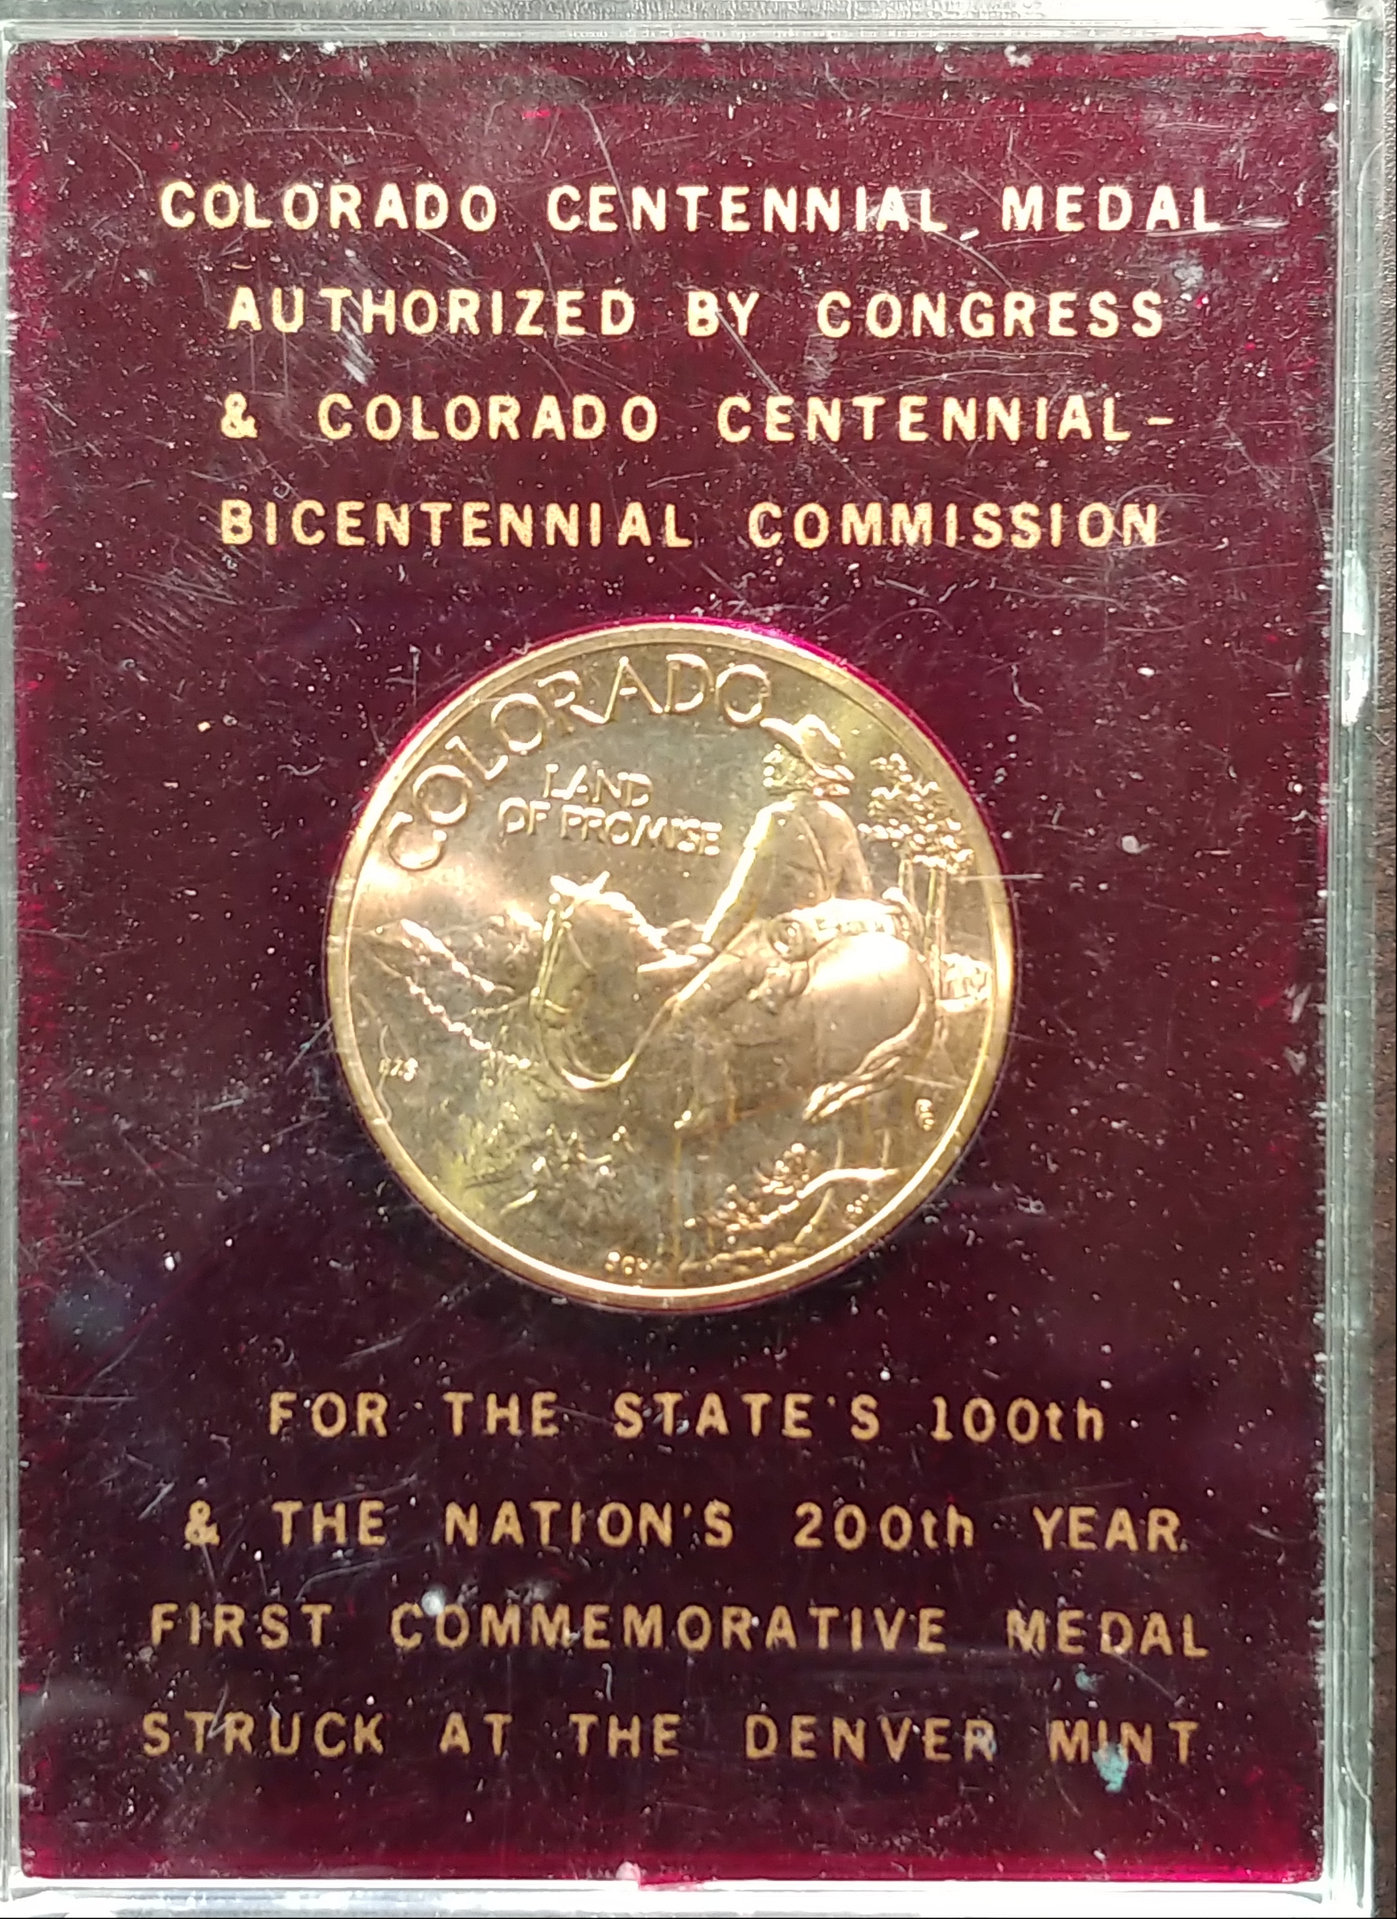 COLORADO CENTENNIAL MEDAL
AUTHORIZED BY CONGRESS
& COLORADO CENTENNIAL-
BICENTENNIAL COMMISSION
COLORADO
LAND
OF PROMISE
FOR THE STATE'S 100th
& THE NATION'S 200th YEAR
FIRST COMMEMORATIVE MEDAL
STRUCK AT THE DENVER MINT